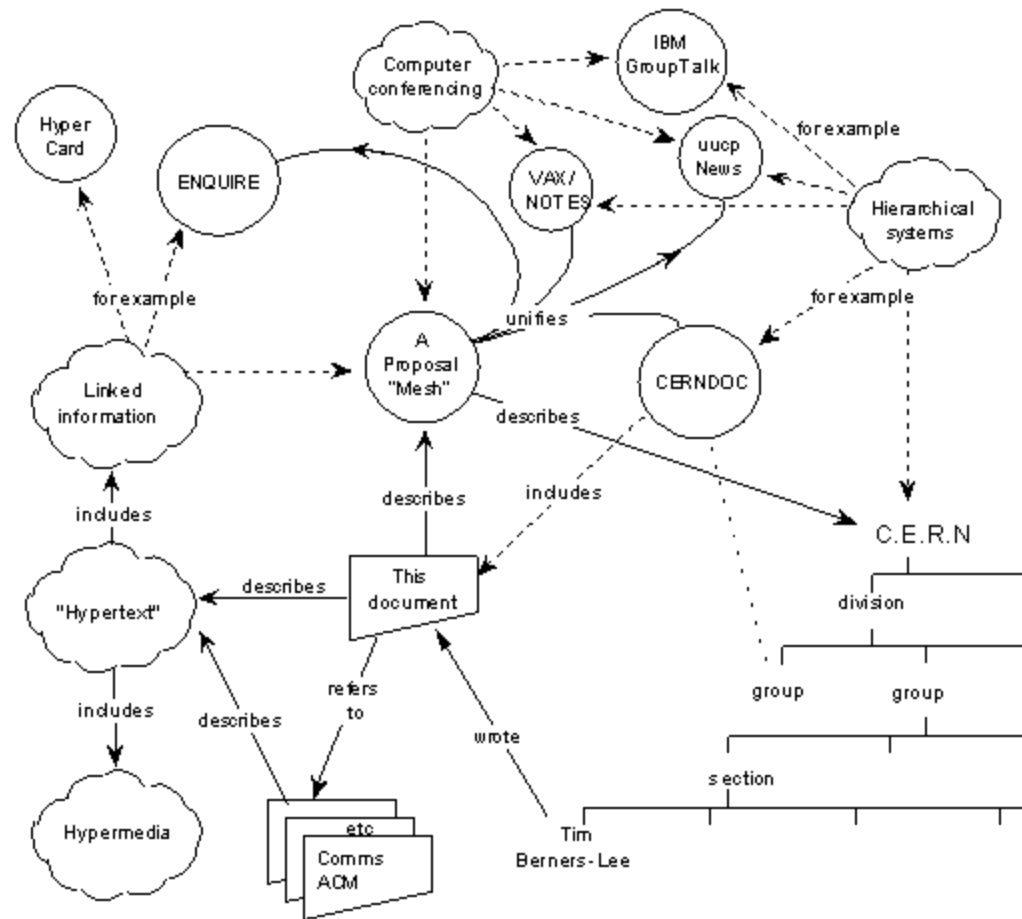 IBM
GroupTalk
Computer
conferencing
Hyper
Card
for example
uucp
News
ENQUIRE
VAX/
NOTES
Hierarchical
systems
for example
for example
unifies
A
Proposal
"Mesh"
CERNDOC
Linked
information
describes
includes
describes
includes
C.E.R.N
This
document
describes
"Hypertext"
division
refers
to
group
group
includes
describes
wrote
section
Hypermedia
etc
Comms
ACM
Tim
Berners-Lee